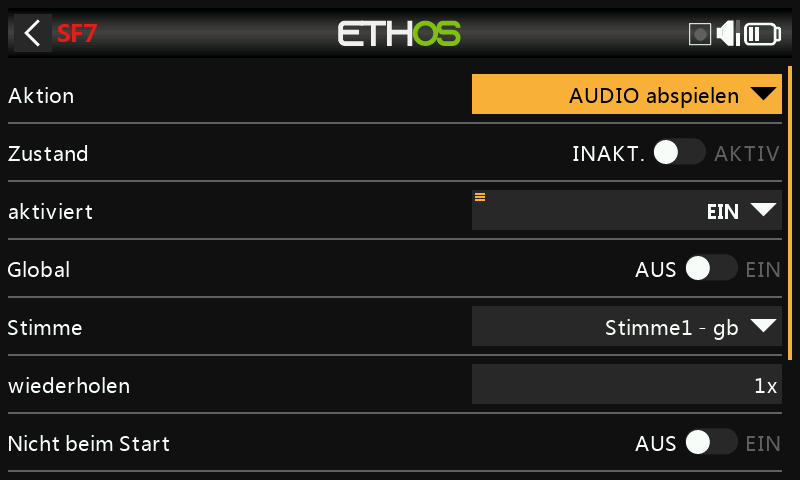 SF7
ETHOS
Aktion AUDIO abspielen
Zustand INAKT. AKTIV
aktiviert EIN
Global AUS EIN
Stimme Stimme1 - gb
wiederholen 1x
Nicht beim Start AUS EIN